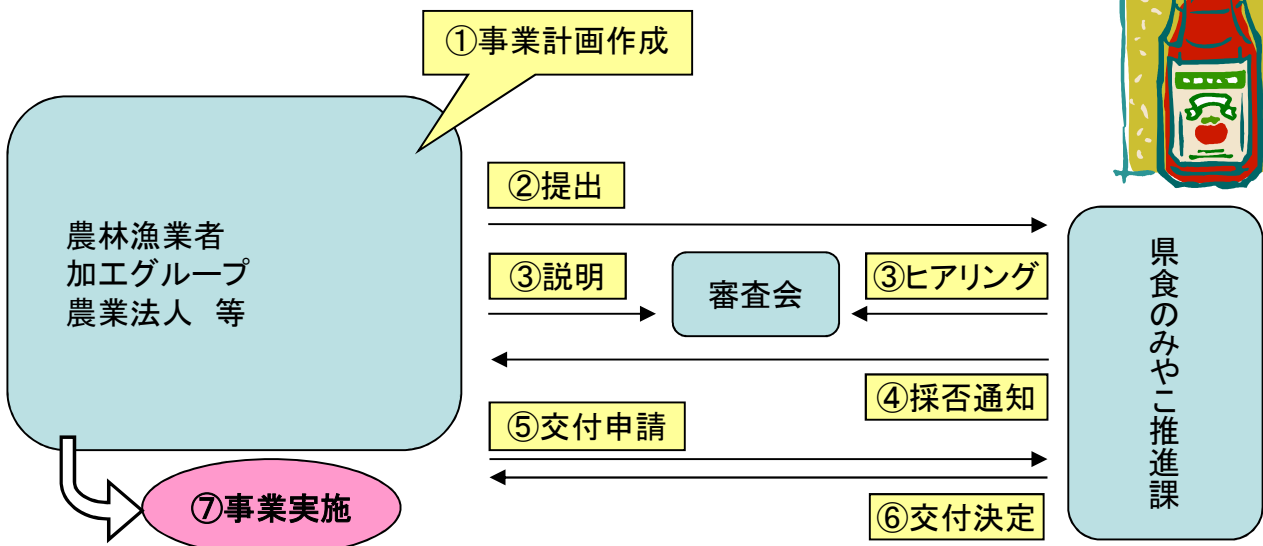 ①事業計画作成
②提出
農林漁業者
加工グループ
農業法人　等
③説明
審査会
③ヒアリング
県食のみやこ推進課
④採否通知
⑤交付申請
⑥交付決定
⑦事業実施